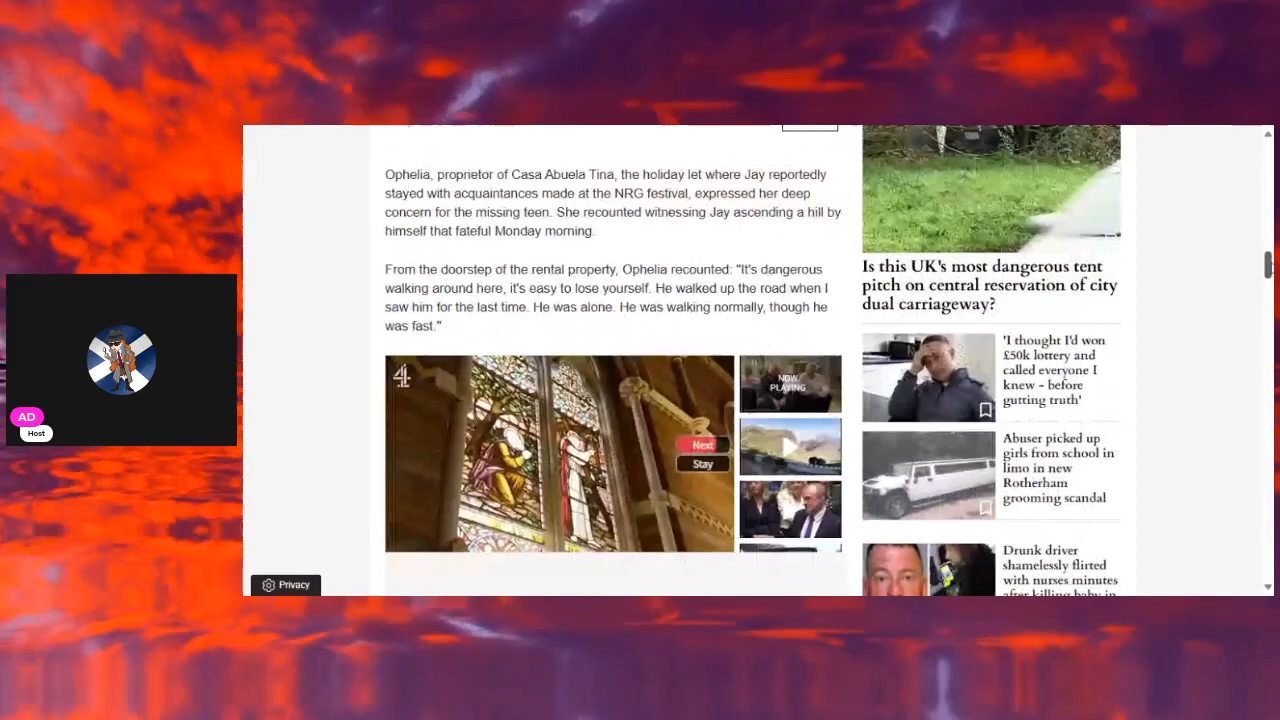 Ophelia, proprietor of Casa Abuela Tina, the holiday let where Jay reportedly
stayed with acquaintances made at the NRG festival, expressed her deep
concern for the missing teen. She recounted witnessing Jay ascending a hill by
himself that fateful Monday morning.
From the doorstep of the rental property, Ophelia recounted: "It's dangerous
walking around here, it's easy to lose yourself. He walked up the road when I
saw him for the last time. He was alone. He was walking normally, though he
was fast."
4
NOW
PLAYING
Next
Stay
Is this UK's most dangerous tent
pitch on central reservation of city
dual carriageway?
'I thought I'd won
£50k lottery and
called everyone I
knew - before
gutting truth'
Abuser picked up
girls from school in
limo in new
Rotherham
grooming scandal
Drunk driver
shamelessly flirted
with nurses minutes
after killing baby in
AD
Host
Privacy